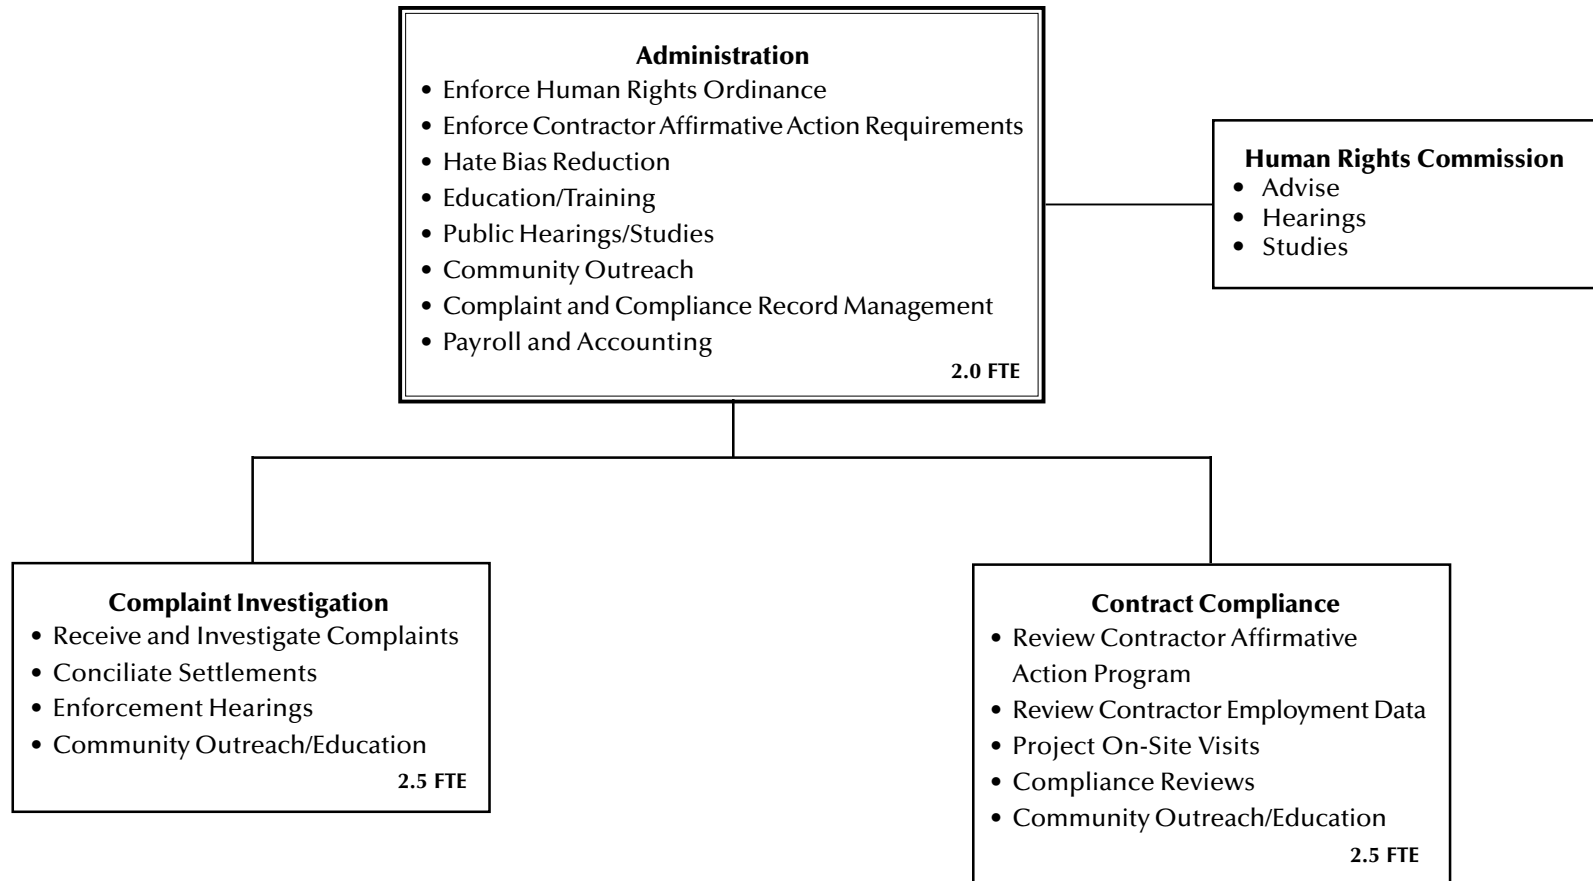 Administration
• Enforce Human Rights Ordinance
• Enforce Contractor Affirmative Action Requirements
• Hate Bias Reduction
• Education/Training
• Public Hearings/Studies
• Community Outreach
• Complaint and Compliance Record Management
• Payroll and Accounting
2.0 FTE
Human Rights Commission
• Advise
• Hearings
• Studies
Complaint Investigation
• Receive and Investigate Complaints
• Conciliate Settlements
• Enforcement Hearings
• Community Outreach/Education
2.5 FTE
Contract Compliance
• Review Contractor Affirmative
Action Program
• Review Contractor Employment Data
• Project On-Site Visits
• Compliance Reviews
• Community Outreach/Education
2.5 FTE